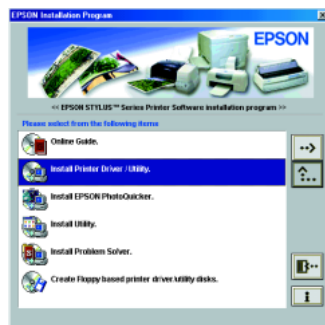 EPSON Installation Program
EPSON
<< EPSON STYLUS™ Series Printer Software installation program >>
Please select from the following items
Online Guide.
Install Printer Driver / Utility.
Install EPSON PhotoQuicker.
Install Utility.
Install Problem Solver.
Create Floppy based printer driver/utility disks.